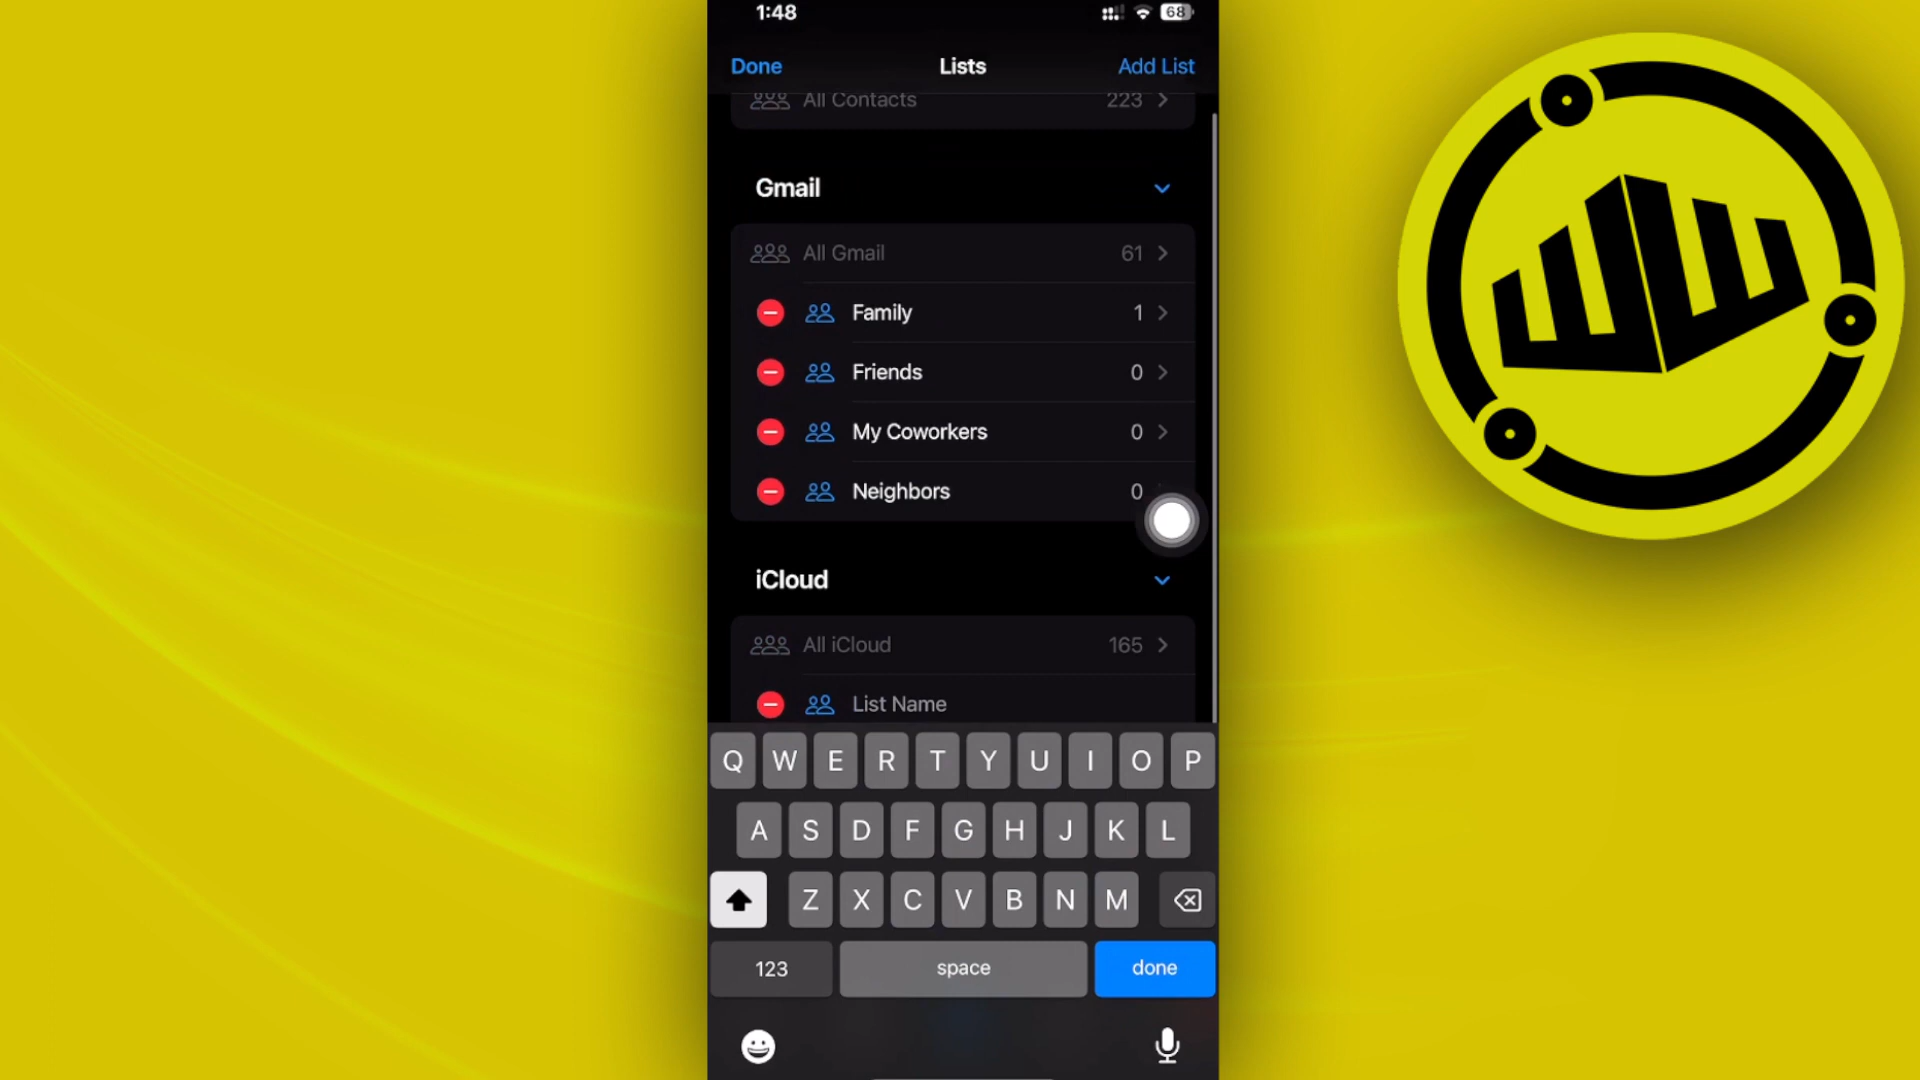 1:48
68
Done
Lists
Add List
All Contacts
223
Gmail
All Gmail
61
Family
1
Friends
0
My Coworkers
0
Neighbors
0
iCloud
All iCloud
165
List Name
Q W E R T Y U I O P
A S D F G H J K L
Z X C V B N M
123
space
done